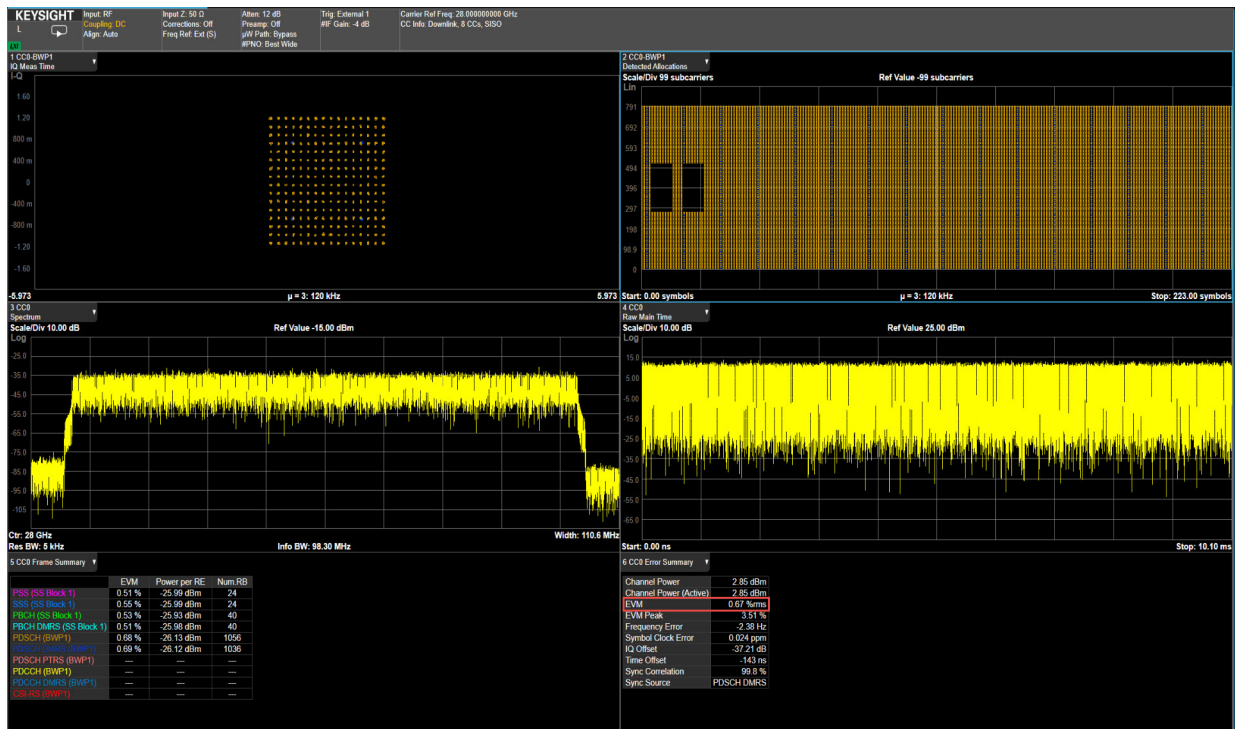 KEYSIGHT Input: RF Input Z: 50 Ω Atten: 12 dB Trig: External 1 Carrier Ref Freq: 28.000000000 GHz
L Coupling: DC Corrections: Off Preamp: Off #IF Gain: -4 dB CC Info: Downlink, 8 CCs, SISO
Align: Auto Freq Ref: Ext (S) µW Path: Bypass
#PNO: Best Wide
1 CC0-BWP1
IQ Meas Time
I-Q
1.60
1.20
800 m
400 m
0
-400 m
-800 m
-1.20
-1.60
-5.973 µ = 3: 120 kHz 5.973
2 CC0-BWP1
Detected Allocations
Scale/Div 99 subcarriers Ref Value -99 subcarriers
Lin
791
692
593
494
396
297
198
98.9
0
Start: 0.00 symbols µ = 3: 120 kHz Stop: 223.00 symbols
3 CC0
Spectrum
Scale/Div 10.00 dB Ref Value -15.00 dBm
Log
-25.0
-35.0
-45.0
-55.0
-65.0
-75.0
-85.0
-95.0
-105
Ctr: 28 GHz Width: 110.6 MHz
Res BW: 5 kHz Info BW: 98.30 MHz
4 CC0
Raw Main Time
Scale/Div 10.00 dB Ref Value 25.00 dBm
Log
15.0
5.00
-5.00
-15.0
-25.0
-35.0
-45.0
-55.0
-65.0
Start: 0.00 ns Stop: 10.10 ms
5 CC0 Frame Summary
EVM Power per RE Num.RB
PSS (SS Block 1) 0.51 % -25.99 dBm 24
SSS (SS Block 1) 0.55 % -25.99 dBm 24
PBCH (SS Block 1) 0.53 % -25.93 dBm 40
PBCH DMRS (SS Block 1) 0.51 % -25.98 dBm 40
PDSCH (BWP1) 0.68 % -26.13 dBm 1056
PDSCH DMRS (BWP1) 0.69 % -26.12 dBm 1036
PDSCH PTRS (BWP1) --- --- ---
PDCCH (BWP1) --- --- ---
PDCCH DMRS (BWP1) --- --- ---
CSI-RS (BWP1) --- --- ---
6 CC0 Error Summary
Channel Power 2.85 dBm
Channel Power (Active) 2.85 dBm
EVM 0.67 %rms
EVM Peak 3.51 %
Frequency Error -2.38 Hz
Symbol Clock Error 0.024 ppm
IQ Offset -37.21 dB
Time Offset -143 ns
Sync Correlation 99.8 %
Sync Source PDSCH DMRS